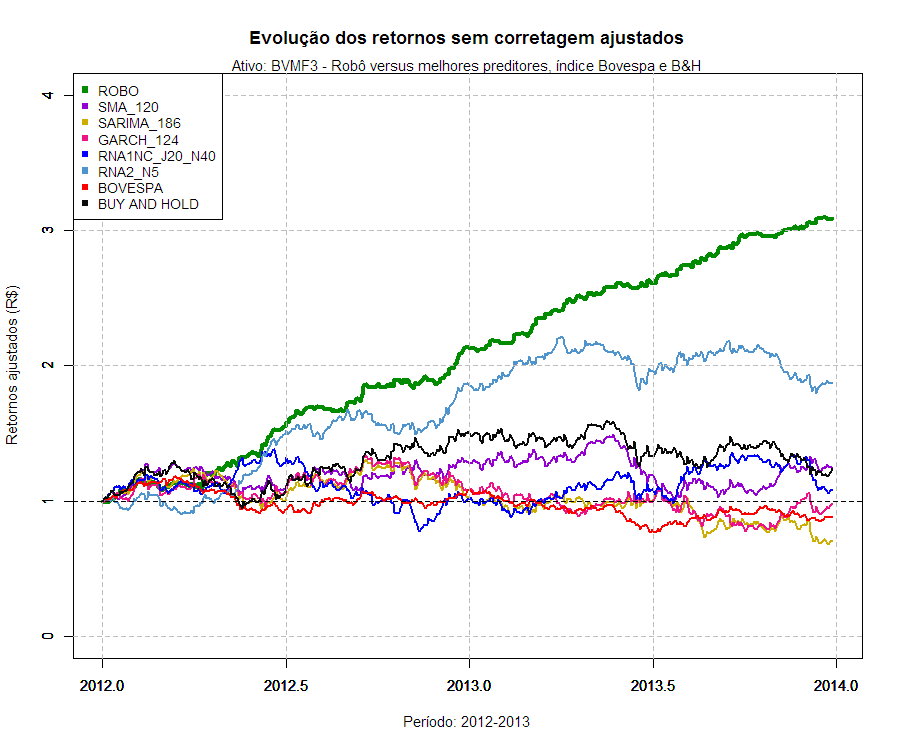 Evolução dos retornos sem corretagem ajustados
Ativo: BVMF3 - Robô versus melhores preditores, índice Bovespa e B&H
ROBO
SMA_120
SARIMA_186
GARCH_124
RNA1NC_J20_N40
RNA2_N5
BOVESPA
BUY AND HOLD
Retornos ajustados (R$)
4
3
2
1
0
2012.0 2012.5 2013.0 2013.5 2014.0
Período: 2012-2013